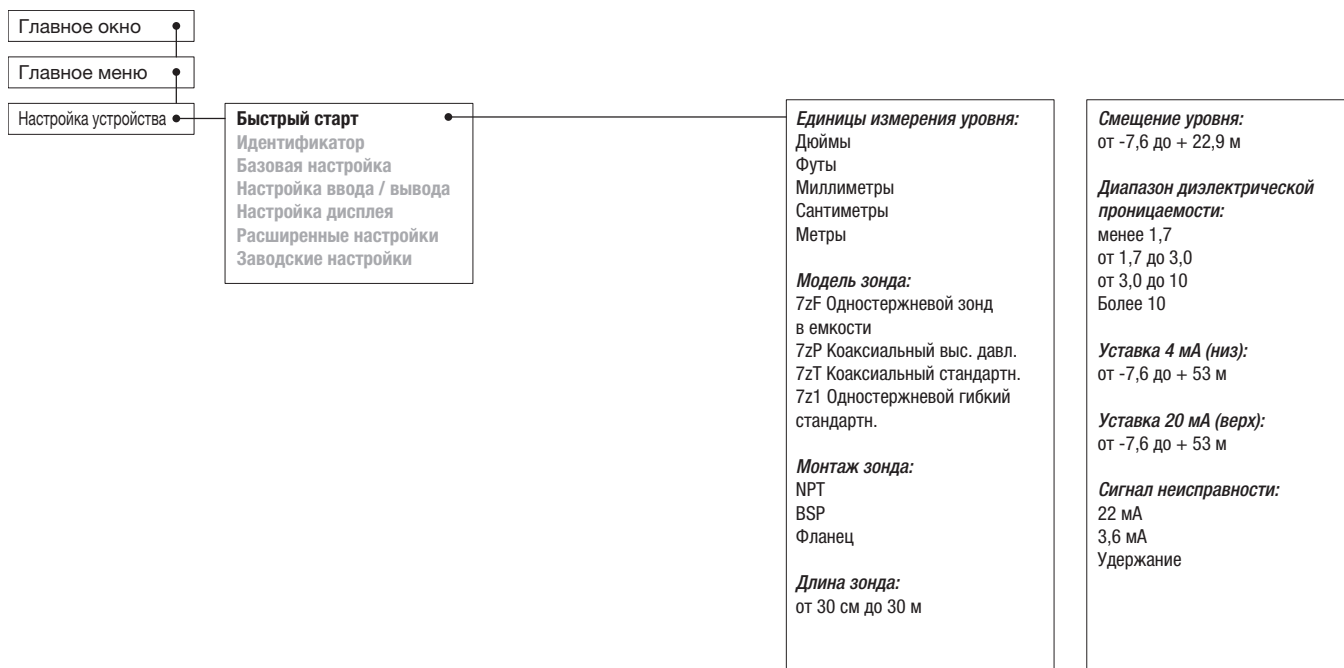 Главное окно
Главное меню
Настройка устройства
Быстрый старт
Идентификатор
Базовая настройка
Настройка ввода / вывода
Настройка дисплея
Расширенные настройки
Заводские настройки
Единицы измерения уровня:
Дюймы
Футы
Миллиметры
Сантиметры
Метры
Модель зонда:
7zF Одностержневой зонд
в емкости
7zP Коаксиальный выс. давл.
7zT Коаксиальный стандартн.
7z1 Одностержневой гибкий
стандартн.
Монтаж зонда:
NPT
BSP
Фланец
Длина зонда:
от 30 см до 30 м
Смещение уровня:
от -7,6 до + 22,9 м
Диапазон диэлектрической
проницаемости:
менее 1,7
от 1,7 до 3,0
от 3,0 до 10
Более 10
Уставка 4 мА (низ):
от -7,6 до + 53 м
Уставка 20 мА (верх):
от -7,6 до + 53 м
Сигнал неисправности:
22 мА
3,6 мА
Удержание